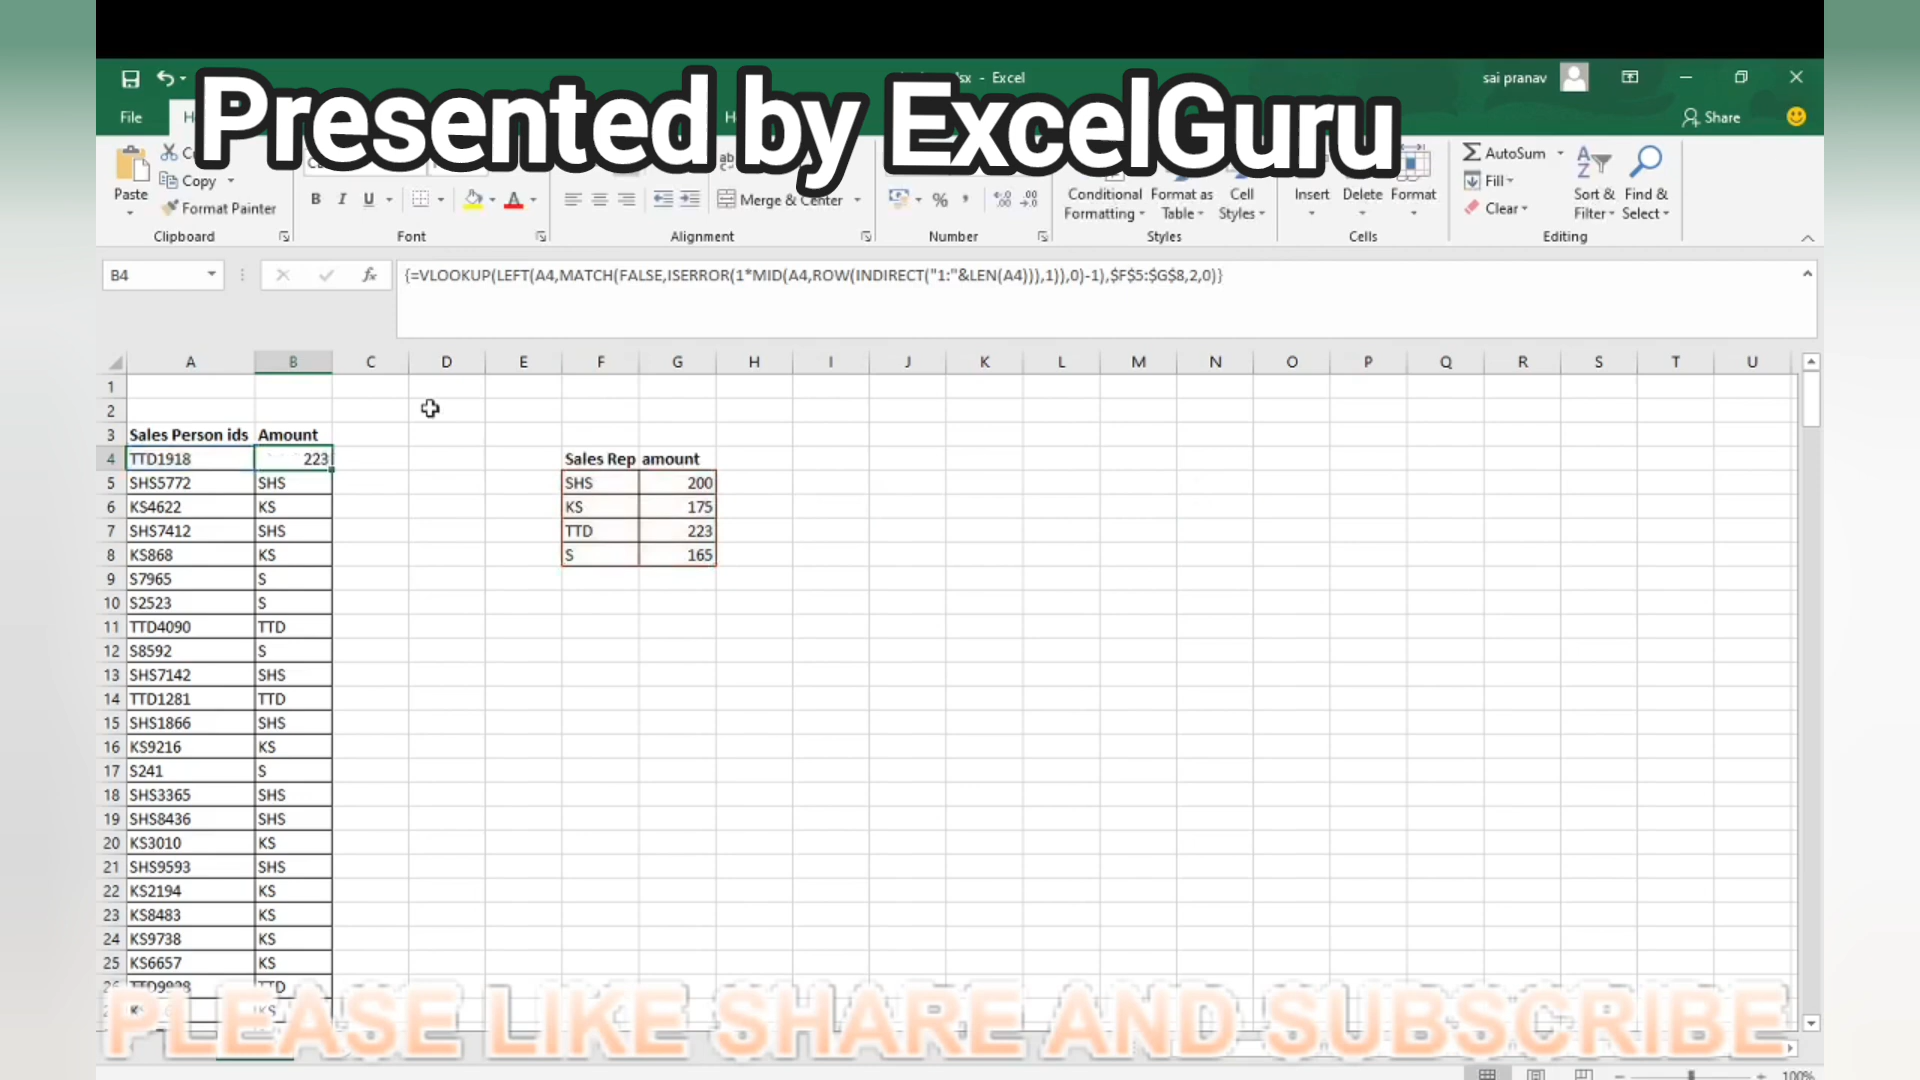 Presented by ExcelGuru
- Excel
sai pranav
File
Share
Paste
Copy
Format Painter
Clipboard
B I U
A
Font
Merge & Center
Alignment
% ,
Number
Conditional Formatting
Format as Table
Cell Styles
Styles
Insert
Delete
Format
Cells
AutoSum
Fill
Clear
Sort & Filter
Find & Select
Editing
B4
fx
{=VLOOKUP(LEFT(A4,MATCH(FALSE,ISERROR(1*MID(A4,ROW(INDIRECT("1:"&LEN(A4))),1)),0)-1),$F$5:$G$8,2,0)}
A B C D E F G H I J K L M N O P Q R S T U
1
2
3 Sales Person ids Amount
4 TTD1918 223 Sales Rep amount
5 SHS5772 SHS SHS 200
6 KS4622 KS KS 175
7 SHS7412 SHS TTD 223
8 KS868 KS S 165
9 S7965 S
10 S2523 S
11 TTD4090 TTD
12 S8592 S
13 SHS7142 SHS
14 TTD1281 TTD
15 SHS1866 SHS
16 KS9216 KS
17 S241 S
18 SHS3365 SHS
19 SHS8436 SHS
20 KS3010 KS
21 SHS9593 SHS
22 KS2194 KS
23 KS8483 KS
24 KS9738 KS
25 KS6657 KS
26 TTD
PLEASE LIKE SHARE AND SUBSCRIBE
100%